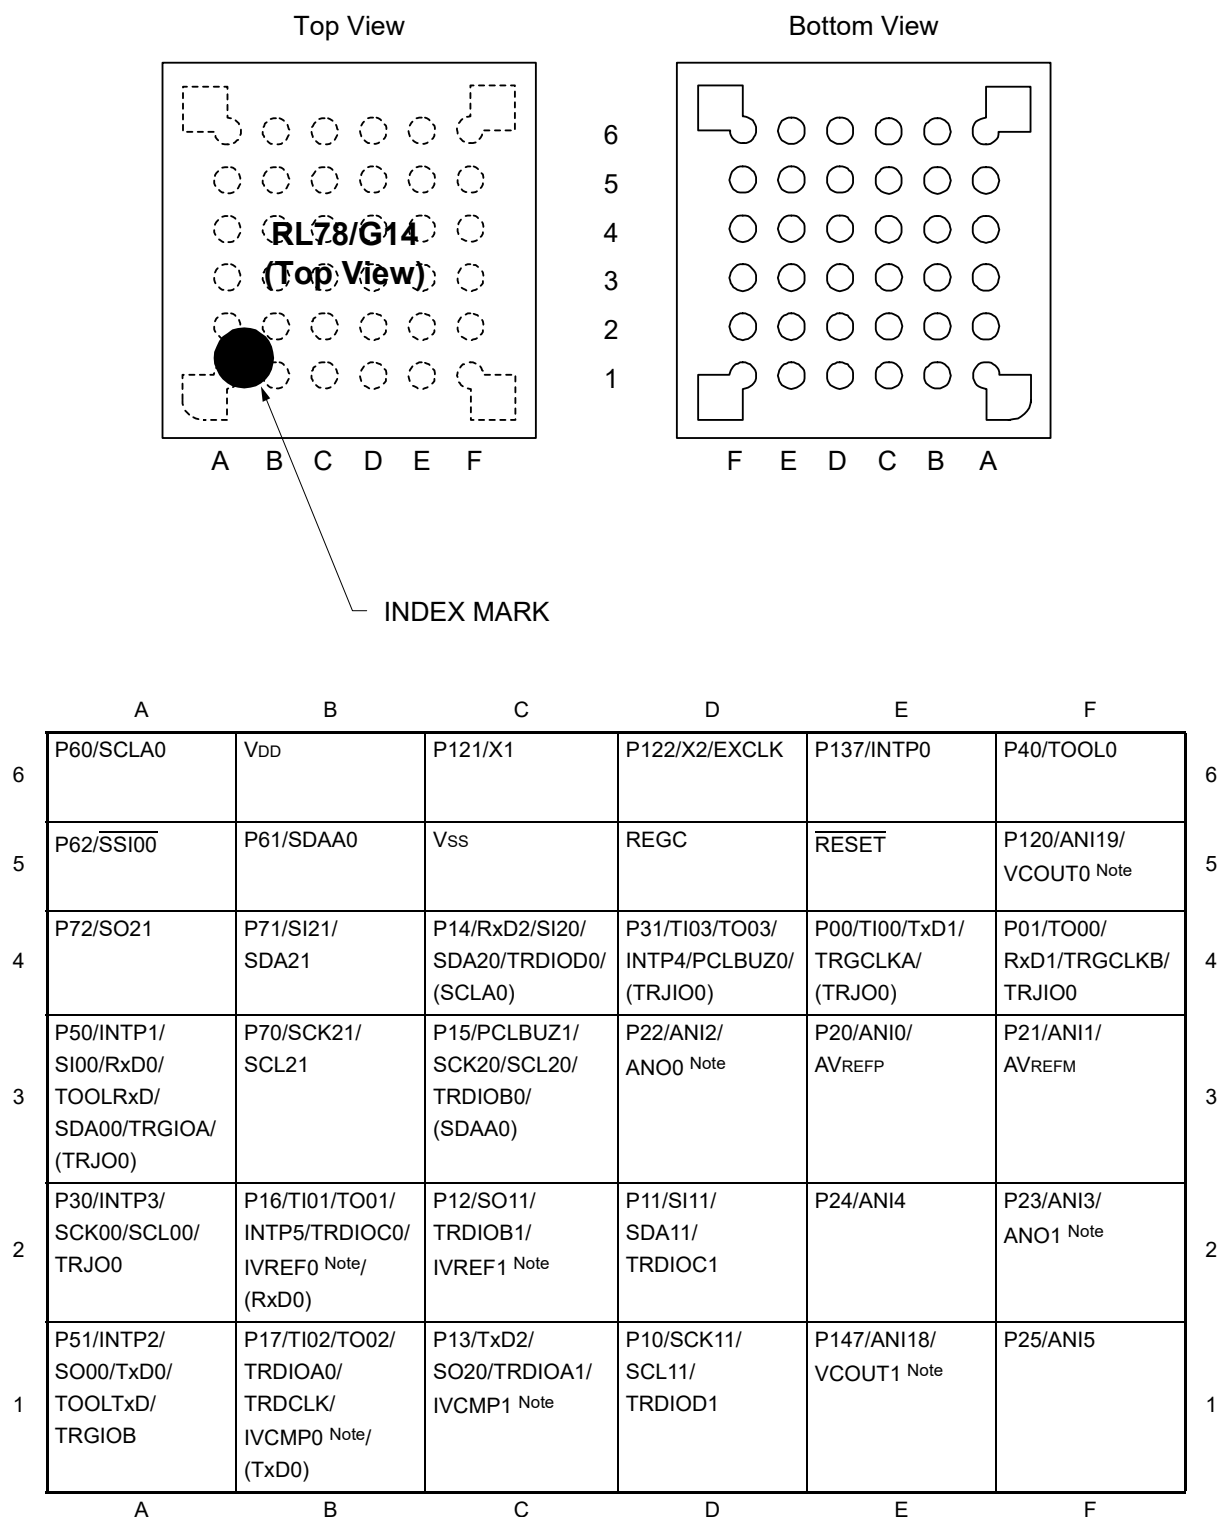 Top View Bottom View
6
5
RL78/G14
4
(Top View)
3
2
1
A B C D E F F E D C B A
INDEX MARK
A B C D E F
6 P60/SCLA0 VDD P121/X1 P122/X2/EXCLK P137/INTP0 P40/TOOL0 6
5 P62/SSI00 P61/SDAA0 VSS REGC RESET P120/ANI19/ 5
VCOUT0 Note
4 P72/SO21 P71/SI21/ P14/RxD2/SI20/ P31/TI03/TO03/ P00/TI00/TxD1/ P01/TO00/ 4
SDA21 SDA20/TRDIOD0/ INTP4/PCLBUZ0/ TRGCLKA/ RxD1/TRGCLKB/
(SCLA0) (TRJIO0) (TRJO0) TRJIO0
3 P50/INTP1/ P70/SCK21/ P15/PCLBUZ1/ P22/ANI2/ P20/ANI0/ P21/ANI1/ 3
SI00/RxD0/ SCL21 SCK20/SCL20/ ANO0 Note AVREFP AVREFM
TOOLRxD/ TRDIOB0/
SDA00/TRGIOA/ (SDAA0)
(TRJO0)
2 P30/INTP3/ P16/TI01/TO01/ P12/SO11/ P11/SI11/ P24/ANI4 P23/ANI3/ 2
SCK00/SCL00/ INTP5/TRDIOC0/ TRDIOB1/ SDA11/ ANO1 Note
TRJO0 IVREF0 Note/ IVREF1 Note TRDIOC1
(RxD0)
1 P51/INTP2/ P17/TI02/TO02/ P13/TxD2/ P10/SCK11/ P147/ANI18/ P25/ANI5 1
SO00/TxD0/ TRDIOA0/ SO20/TRDIOA1/ SCL11/ VCOUT1 Note
TOOLTxD/ TRDCLK/ IVCMP1 Note TRDIOD1
TRGIOB IVCMP0 Note/
(TxD0)
A B C D E F